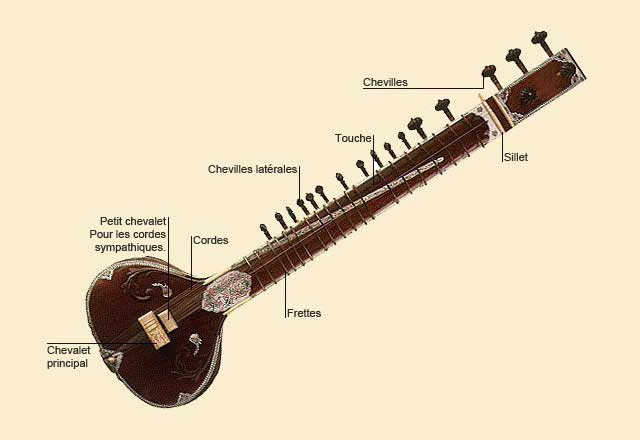 Chevilles
Touche
Sillet
Chevilles latérales
Petit chevalet
Pour les cordes
sympathiques.
Cordes
Frettes
Chevalet
principal